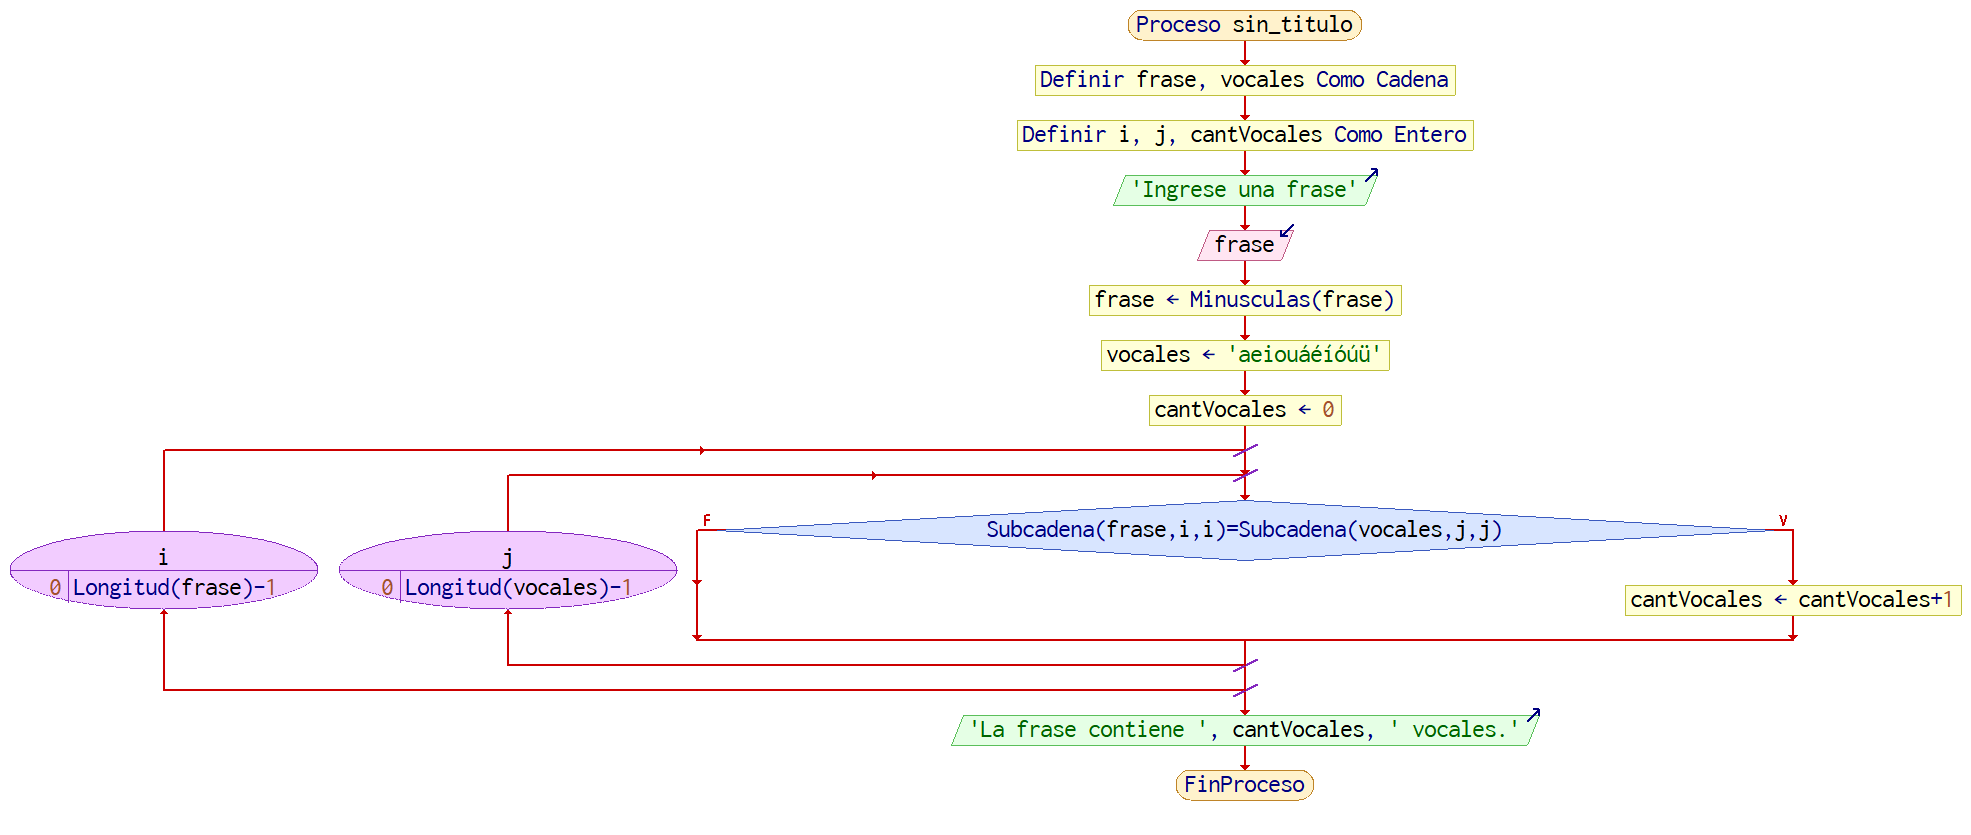 Proceso sin_titulo
Definir frase, vocales Como Cadena
Definir i, j, cantVocales Como Entero
'Ingrese una frase'
frase
frase ← Minusculas(frase)
vocales ← 'aeiouáéíóúü'
cantVocales ← 0
F
Subcadena(frase,i,i)=Subcadena(vocales,j,j)
V
i
0 Longitud(frase)-1
j
0 Longitud(vocales)-1
cantVocales ← cantVocales+1
'La frase contiene ', cantVocales, ' vocales.'
FinProceso